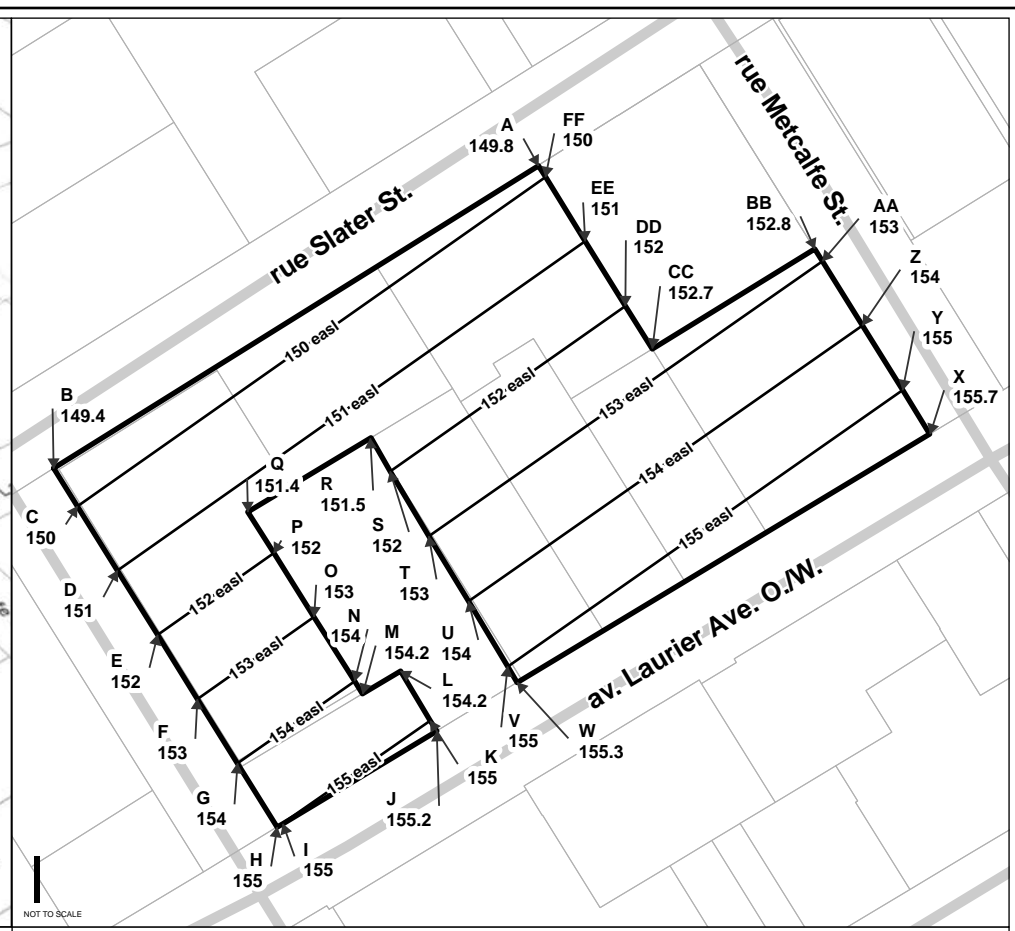 rue Metcalfe St.
A
149.8
FF
150
EE
151
rue Slater St.
BB
152.8
AA
153
DD
152
Z
154
CC
152.7
Y
155
150 easl
X
155.7
B
149.4
152 easl
151 easl
153 easl
Q
151.4
R
151.5
154 easl
C
150
S
152
P
152
155 easl
D
151
O
153
T
153
152 easl
N
154
M
154.2
av. Laurier Ave. O./W.
E
152
U
154
153 easl
L
154.2
F
153
154 easl
V
155
W
155.3
K
155
155 easl
G
154
J
155.2
H
155
I
155
NOT TO SCALE